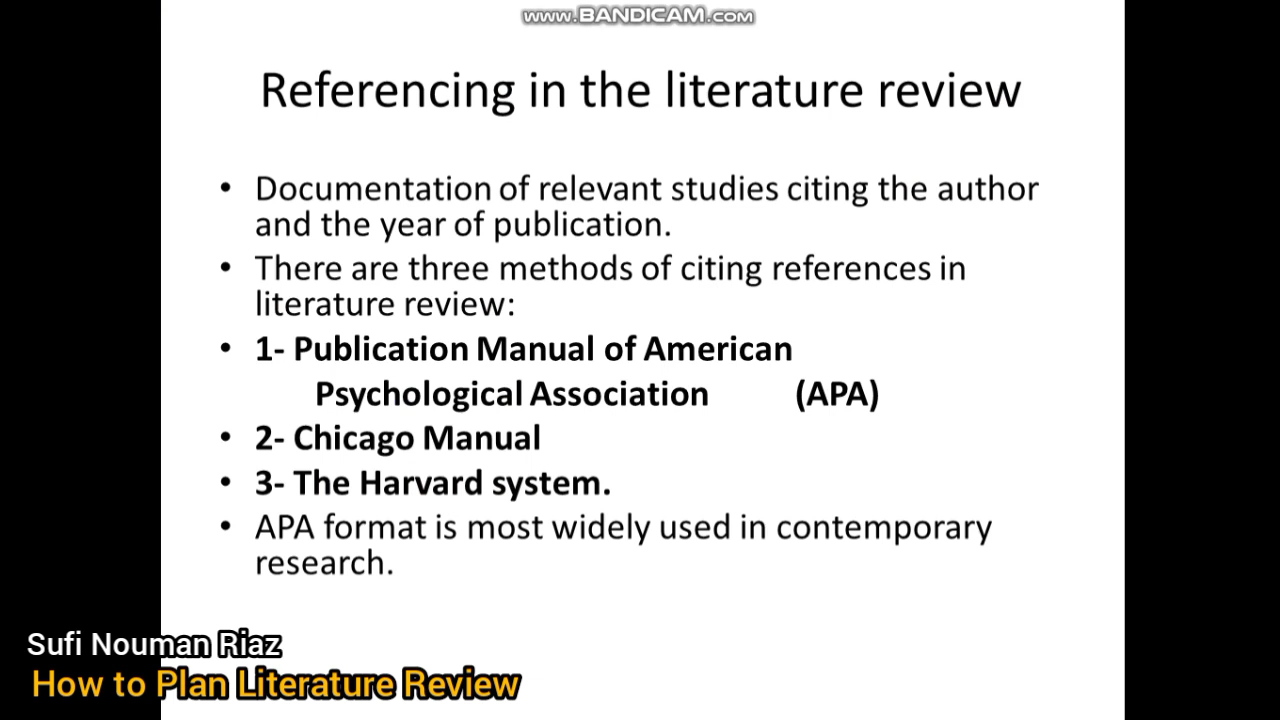 www.BANDICAM.com
Referencing in the literature review
• Documentation of relevant studies citing the author
and the year of publication.
• There are three methods of citing references in
literature review:
• 1- Publication Manual of American
Psychological Association (APA)
• 2- Chicago Manual
• 3- The Harvard system.
• APA format is most widely used in contemporary
research.
Sufi Nouman Riaz
How to Plan Literature Review